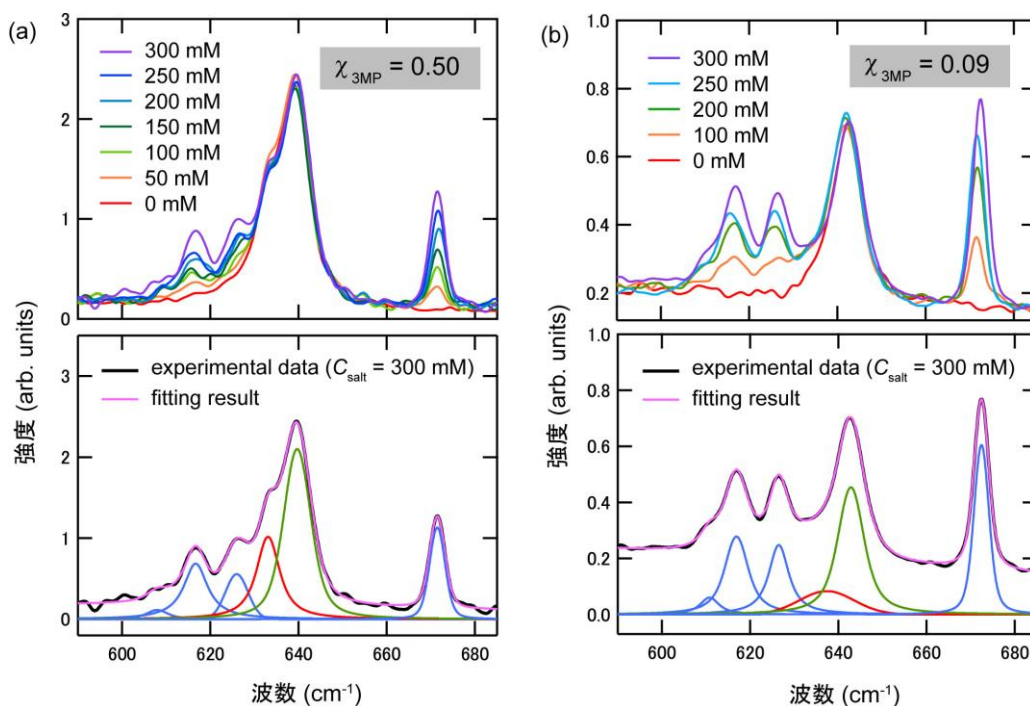 (a)
3
2
1
0
300 mM
250 mM
200 mM
150 mM
100 mM
50 mM
0 mM
χ3MP = 0.50
(b)
1.0
0.8
0.6
0.4
0.2
300 mM
250 mM
200 mM
100 mM
0 mM
χ3MP = 0.09
強度 (arb. units)
3
2
1
0
experimental data (Csalt = 300 mM)
fitting result
600 620 640 660 680
波数 (cm-1)
強度 (arb. units)
1.0
0.8
0.6
0.4
0.2
0.0
experimental data (Csalt = 300 mM)
fitting result
600 620 640 660 680
波数 (cm-1)